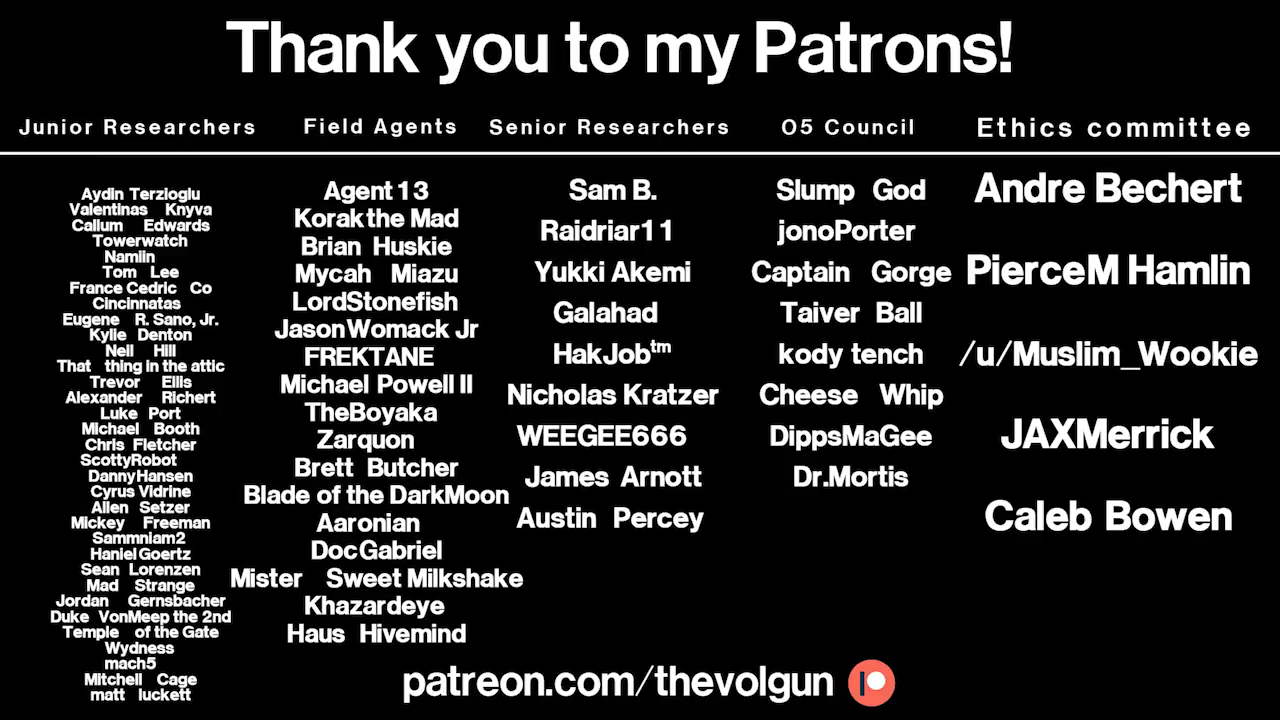 Thank you to my Patrons!
Junior Researchers
Aydin Terzioglu
Valentinas Knyva
Callum Edwards
Towerwatch
Namlin
Tom Lee
France Cedric Co
Cincinnatas
Eugene R. Sano, Jr.
Kylie Denton
Neil Hill
That thing in the attic
Trevor Ellis
Alexander Richert
Luke Port
Michael Booth
Chris Fletcher
ScottyRobot
DannyHansen
Cyrus Vidrine
Allen Setzer
Mickey Freeman
Sammniam2
Haniel Goertz
Sean Lorenzen
Mad Strange
Jordan Gernsbacher
Duke VonMeep the 2nd
Temple of the Gate
Wydness
mach5
Mitchell Cage
matt luckett
Field Agents
Agent 13
Korak the Mad
Brian Huskie
Mycah Miazu
LordStonefish
JasonWomack Jr
FREKTANE
Michael Powell II
TheBoyaka
Zarquon
Brett Butcher
Blade of the DarkMoon
Aaronian
DocGabriel
Mister Sweet Milkshake
Khazardeye
Haus Hivemind
Senior Researchers
Sam B.
Raidriar11
Yukki Akemi
Galahad
HakJob™
Nicholas Kratzer
WEEGEE666
James Arnott
Austin Percey
O5 Council
Slump God
jonoPorter
Captain Gorge
Taiver Ball
kody tench
Cheese Whip
DippsMaGee
Dr.Mortis
Ethics committee
Andre Bechert
PierceM Hamlin
/u/Muslim_Wookie
JAXMerrick
Caleb Bowen
patreon.com/thevolgun